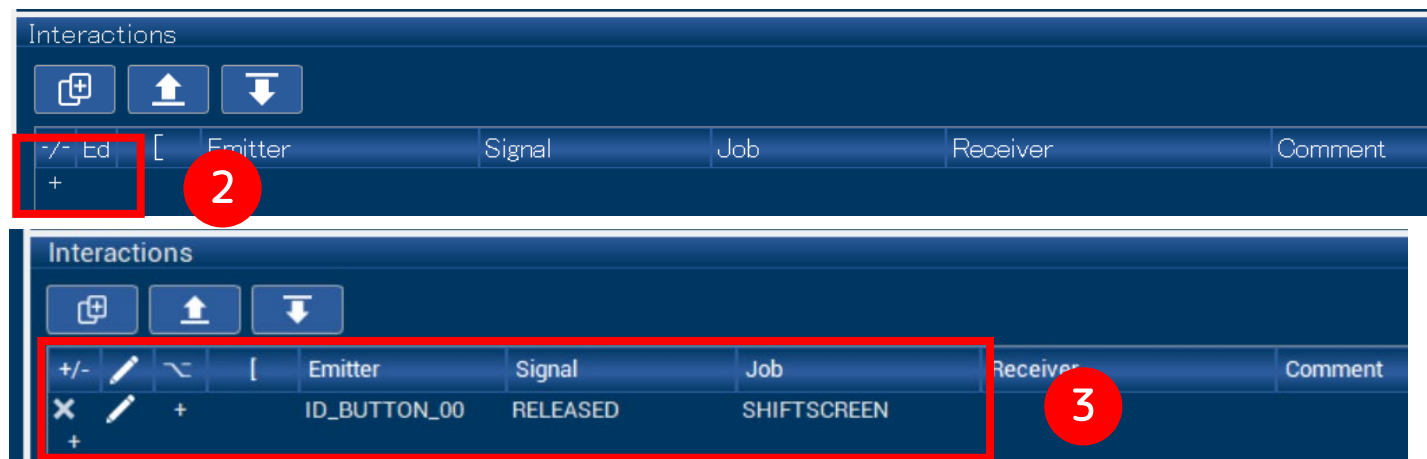 Interactions
-/- Ed [ Emitter Signal Job Receiver Comment
+
2
Interactions
+/- [ Emitter Signal Job Receiver Comment
+ ID_BUTTON_00 RELEASED SHIFTSCREEN
+
3